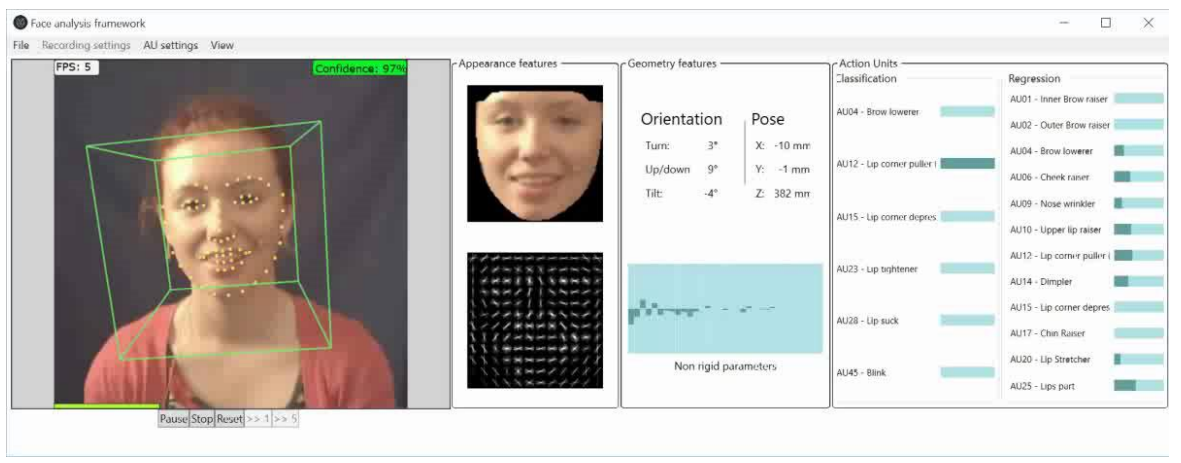 Face analysis framework
File Recording settings AU settings View
FPS: 5
Confidence: 97%
Pause Stop Reset >> 1 >> 5
Appearance features
Geometry features
Orientation Pose
Turn: 3° X: -10 mm
Up/down 9° Y: -1 mm
Tilt: -4° Z: 382 mm
Non rigid parameters
Action Units
Classification
AU04 - Brow lowerer
AU12 - Lip corner puller (
AU15 - Lip corner depres
AU23 - Lip tightener
AU28 - Lip suck
AU45 - Blink
Regression
AU01 - Inner Brow raiser
AU02 - Outer Brow raiser
AU04 - Brow lowerer
AU06 - Cheek raiser
AU09 - Nose wrinkler
AU10 - Upper lip raiser
AU12 - Lip corner puller (
AU14 - Dimpler
AU15 - Lip corner depres
AU17 - Chin Raiser
AU20 - Lip Stretcher
AU25 - Lips part